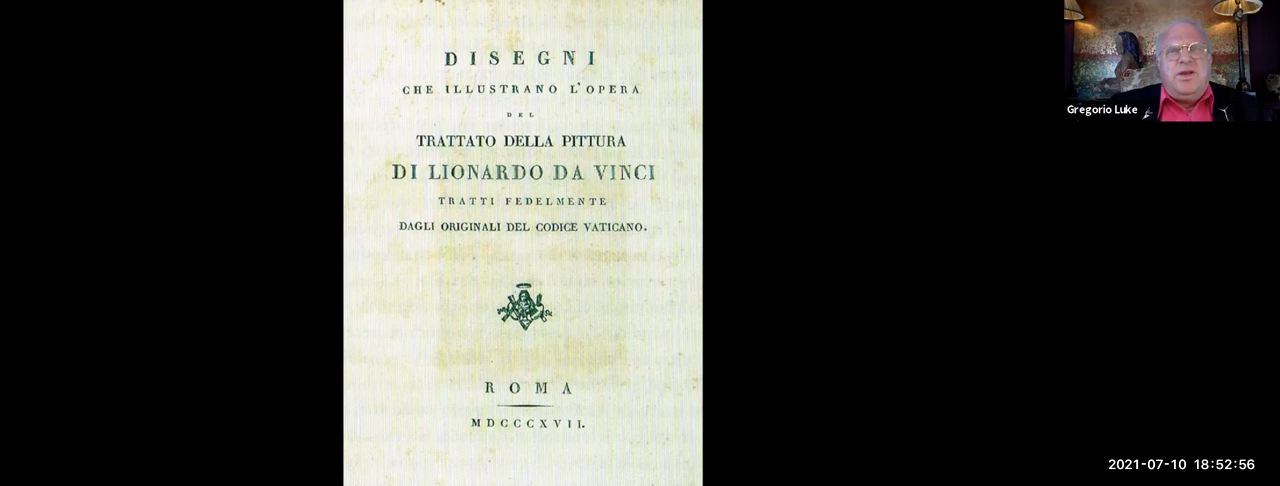 DISEGNI
CHE ILLUSTRANO L'OPERA
DEL
TRATTATO DELLA PITTURA
DI LIONARDO DA VINCI
TRATTI FEDELMENTE
DAGLI ORIGINALI DEL CODICE VATICANO.
ROMA
MDCCCXVII.
Gregorio Luke
2021-07-10 18:52:56